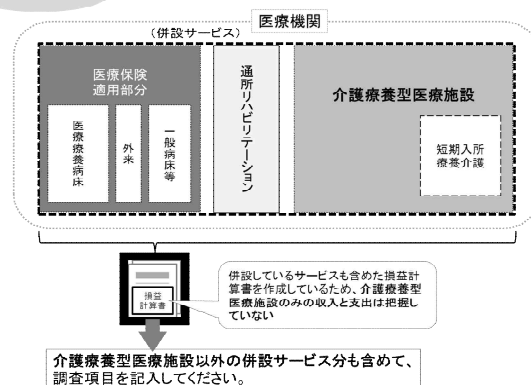 医療機関
（併設サービス）
医療保険
適用部分
医療療養病床
外来
一般病床等
通所リハビリテーション
介護療養型医療施設
短期入所
療養介護
損益
計算書
併設しているサービスも含めた損益計
算書を作成しているため、介護療養型
医療施設のみの収入と支出は把握し
ていない
介護療養型医療施設以外の併設サービス分も含めて、
調査項目を記入してください。